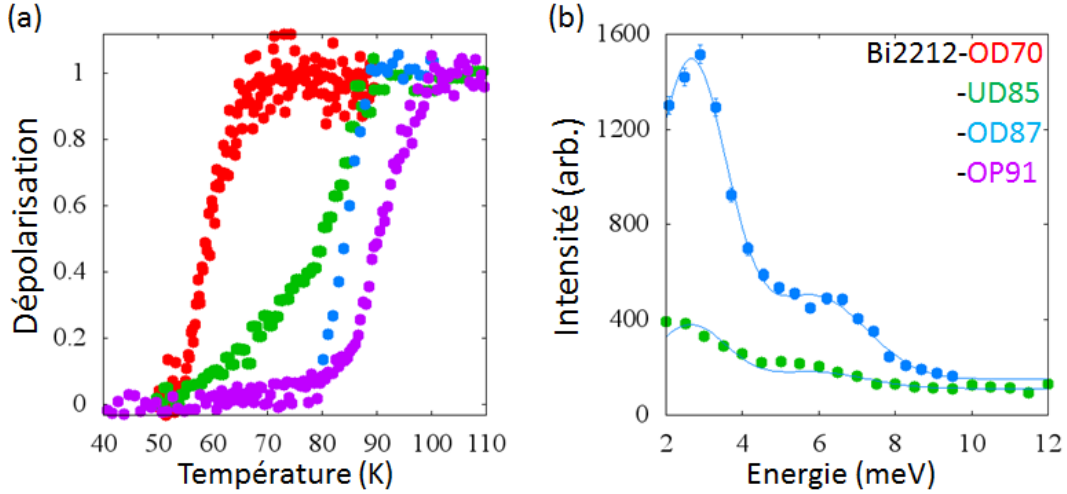 (a)
Dépolarisation
1
0.8
0.6
0.4
0.2
0
40 50 60 70 80 90 100 110
Température (K)
(b)
Intensité (arb.)
1600
1200
800
400
0
2 4 6 8 10 12
Energie (meV)
Bi2212-OD70
-UD85
-OD87
-OP91